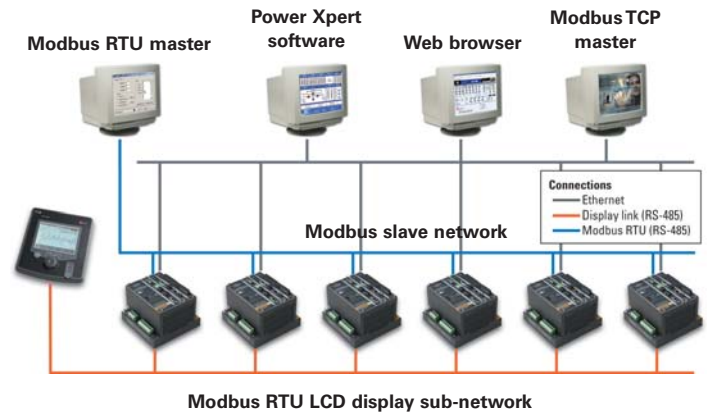 Modbus RTU master
Power Xpert
software
Web browser
Modbus TCP
master
Connections
Ethernet
Display link (RS-485)
Modbus RTU (RS-485)
Modbus slave network
Modbus RTU LCD display sub-network